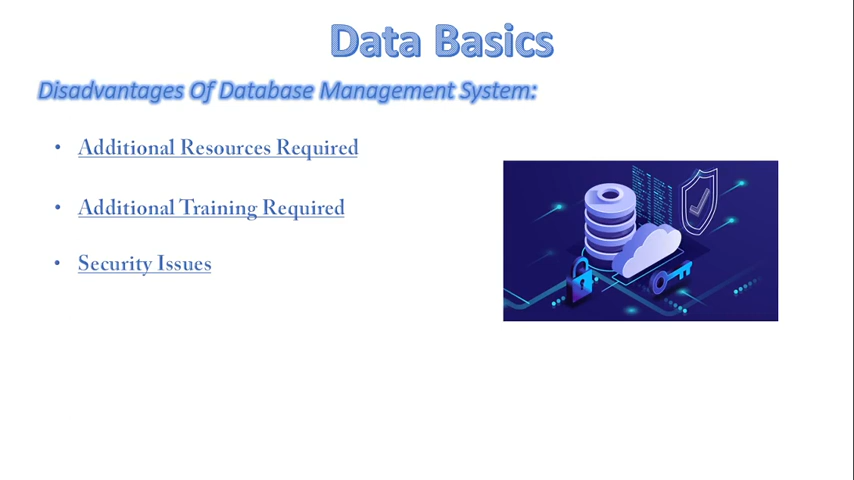 Data Basics
Disadvantages Of Database Management System:
• Additional Resources Required
• Additional Training Required
• Security Issues